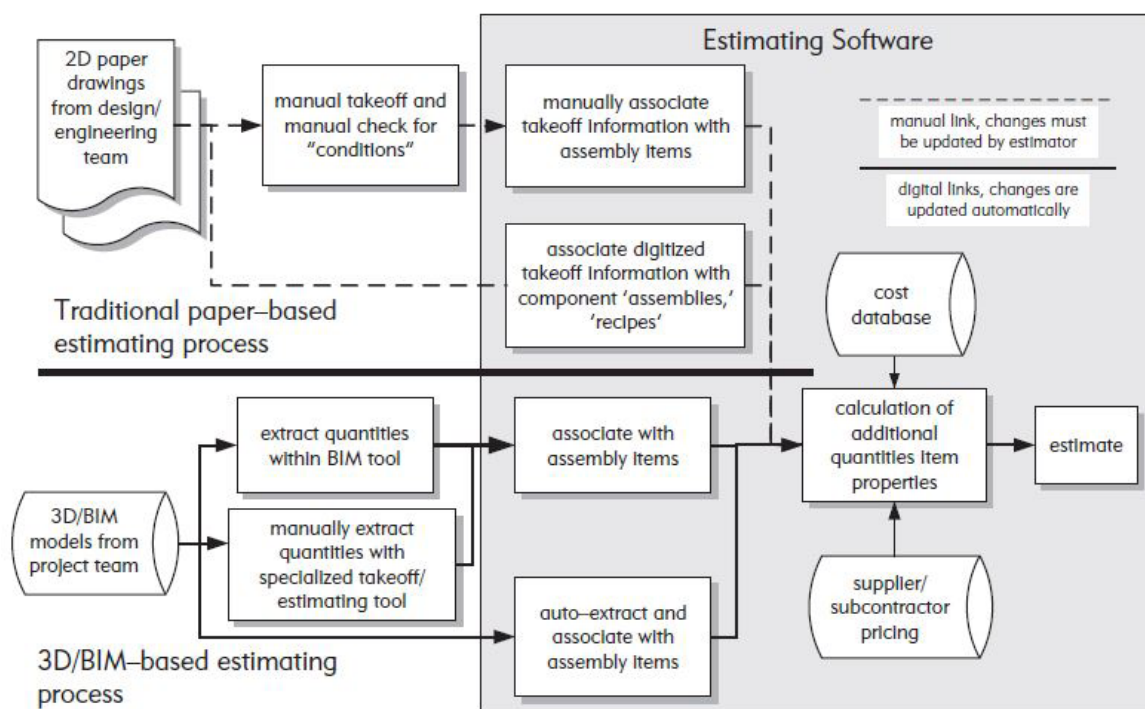 Estimating Software
2D paper
drawings
from design/
engineering
team
manual takeoff and
manual check for
“conditions”
manually associate
takeoff information with
assembly items
manual link, changes must
be updated by estimator
digital links, changes are
updated automatically
associate digitized
takeoff information with
component ‘assemblies,‘
‘recipes‘
Traditional paper–based
estimating process
cost
database
extract quantities
within BIM tool
associate with
assembly items
calculation of
additional
quantities item
properties
estimate
3D/BIM
models from
project team
manually extract
quantities with
specialized takeoff/
estimating tool
auto–extract and
associate with
assembly items
supplier/
subcontractor
pricing
3D/BIM–based estimating
process